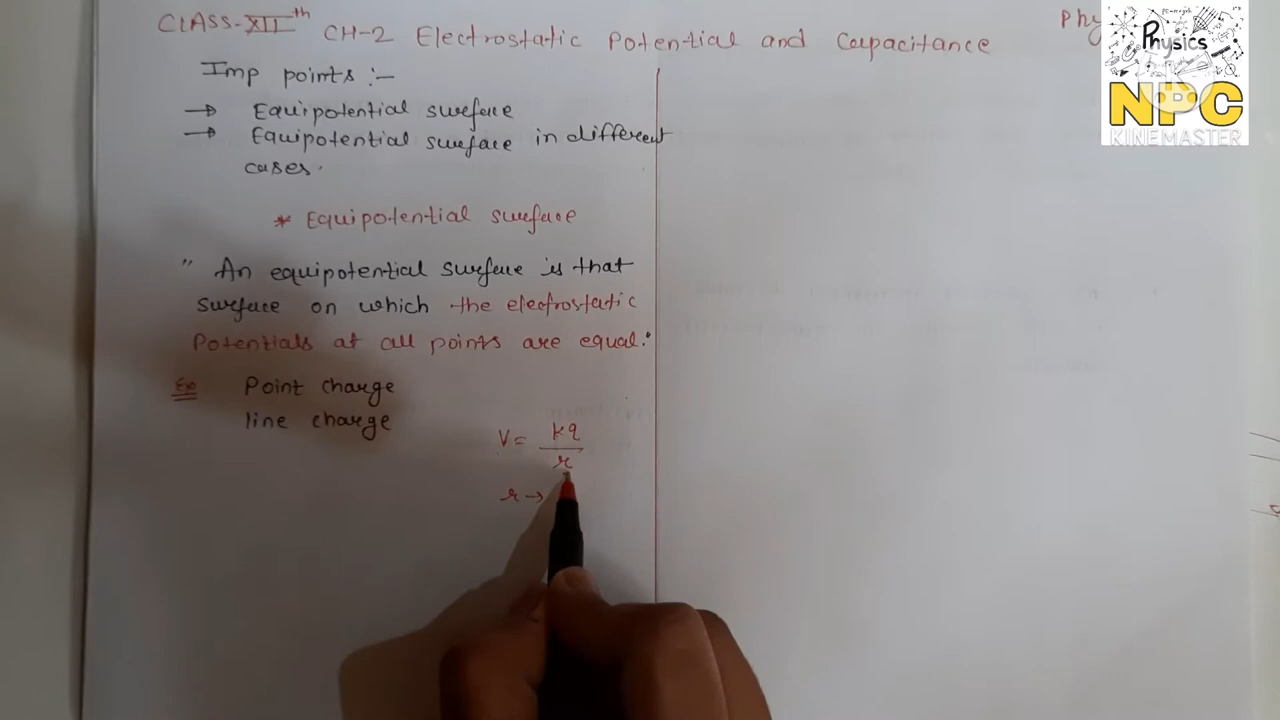 CLASS-XIIth CH-2 Electrostatic Potential and Capacitance Phy
Physics
NPC
KINEMASTER
Imp points :-
→ Equipotential surface
→ Equipotential surface in different
cases.
* Equipotential surface
" An equipotential surface is that
surface on which the electrostatic
Potentials at all points are equal."
Ex Point charge
line charge
V = kq
r
r →